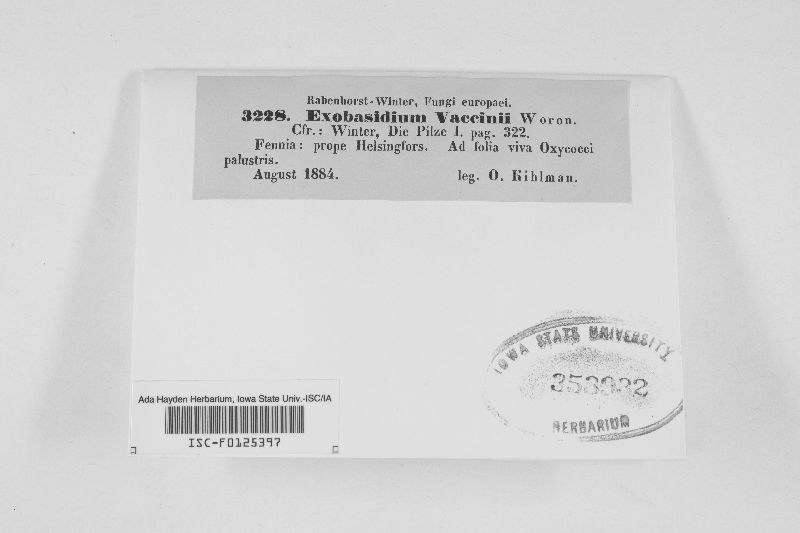 Rabenhorst-Winter, Fungi europaei.
3228. Exobasidium Vaccinii Woron.
Cfr.: Winter, Die Pilze I. pag. 322.
Fennia: prope Helsingfors. Ad folia viva Oxycocci
palustris.
August 1884. leg. O. Kihlman.
IOWA STATE UNIVERSITY
353932
HERBARIUM
Ada Hayden Herbarium, Iowa State Univ.-ISC/IA
ISC-F0125397